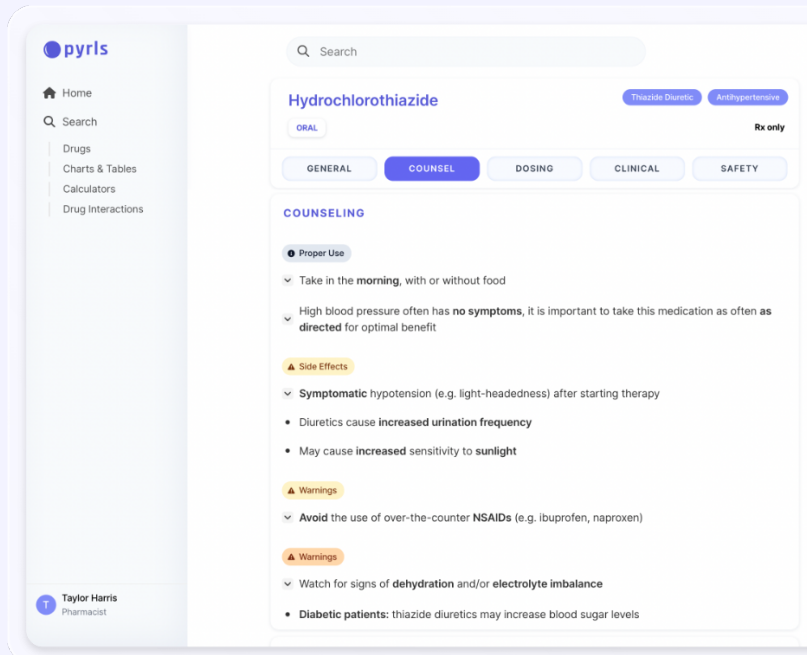 pyrls
Search
Home
Search
Drugs
Charts & Tables
Calculators
Drug Interactions
Hydrochlorothiazide
Thiazide Diuretic
Antihypertensive
ORAL
Rx only
GENERAL
COUNSEL
DOSING
CLINICAL
SAFETY
COUNSELING
Proper Use
Take in the morning, with or without food
High blood pressure often has no symptoms, it is important to take this medication as often as
directed for optimal benefit
Side Effects
Symptomatic hypotension (e.g. light-headedness) after starting therapy
Diuretics cause increased urination frequency
May cause increased sensitivity to sunlight
Warnings
Avoid the use of over-the-counter NSAIDs (e.g. ibuprofen, naproxen)
Warnings
Watch for signs of dehydration and/or electrolyte imbalance
Diabetic patients: thiazide diuretics may increase blood sugar levels
T
Taylor Harris
Pharmacist